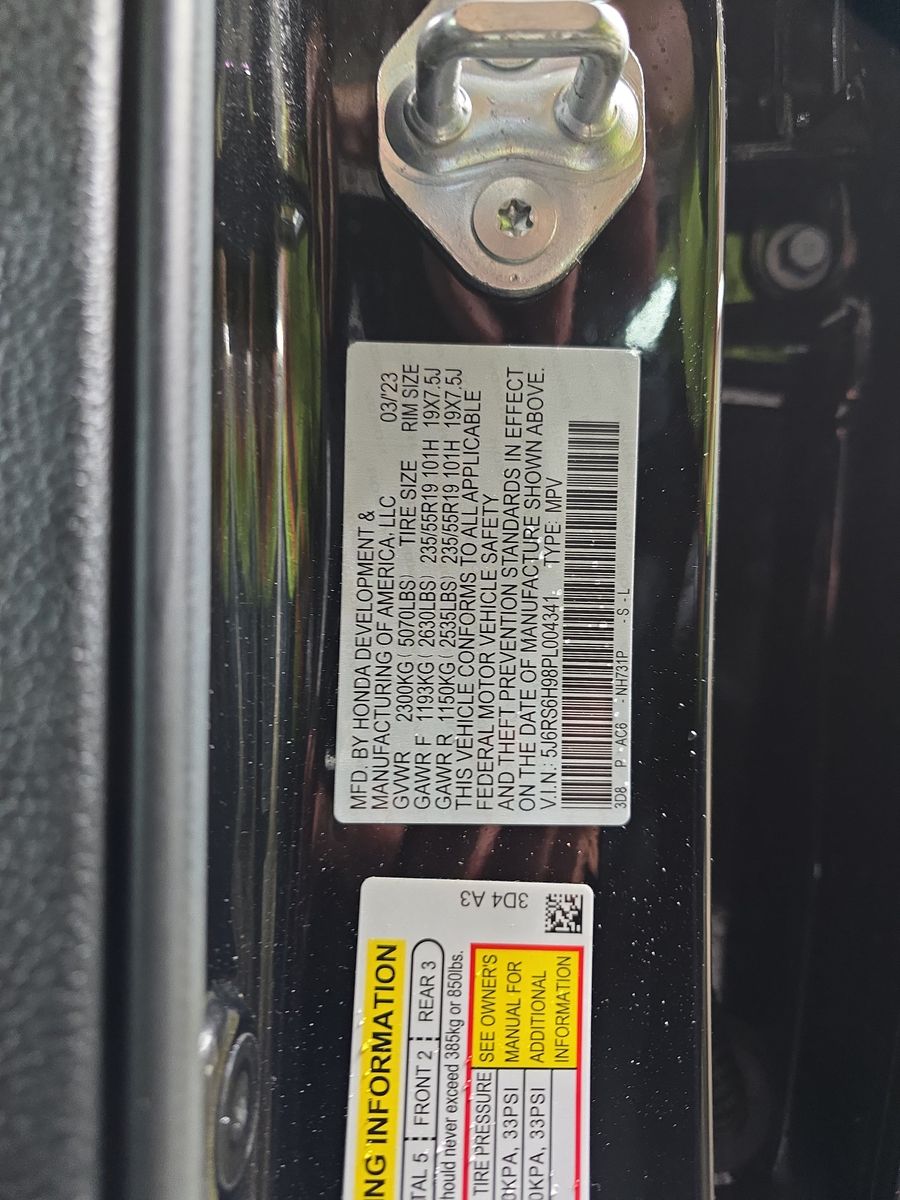 MFD. BY HONDA DEVELOPMENT &
MANUFACTURING OF AMERICA, LLC 03/'23
GVWR 2300KG ( 5070LBS) TIRE SIZE RIM SIZE
GAWR F 1193KG ( 2630LBS) 235/55R19 101H 19X7.5J
GAWR R 1150KG ( 2535LBS) 235/55R19 101H 19X7.5J
THIS VEHICLE CONFORMS TO ALL APPLICABLE
FEDERAL MOTOR VEHICLE SAFETY
AND THEFT PREVENTION STANDARDS IN EFFECT
ON THE DATE OF MANUFACTURE SHOWN ABOVE.
V.I.N.: 5J6RS6H98PL004341 TYPE: MPV
3D8 P - AC6 - NH731P - S - L
3D4 A3
NG INFORMATION
TAL 5 FRONT 2 REAR 3
hould never exceed 385kg or 850lbs.
TIRE PRESSURE SEE OWNER'S
0KPA, 33PSI MANUAL FOR
0KPA, 33PSI ADDITIONAL
INFORMATION